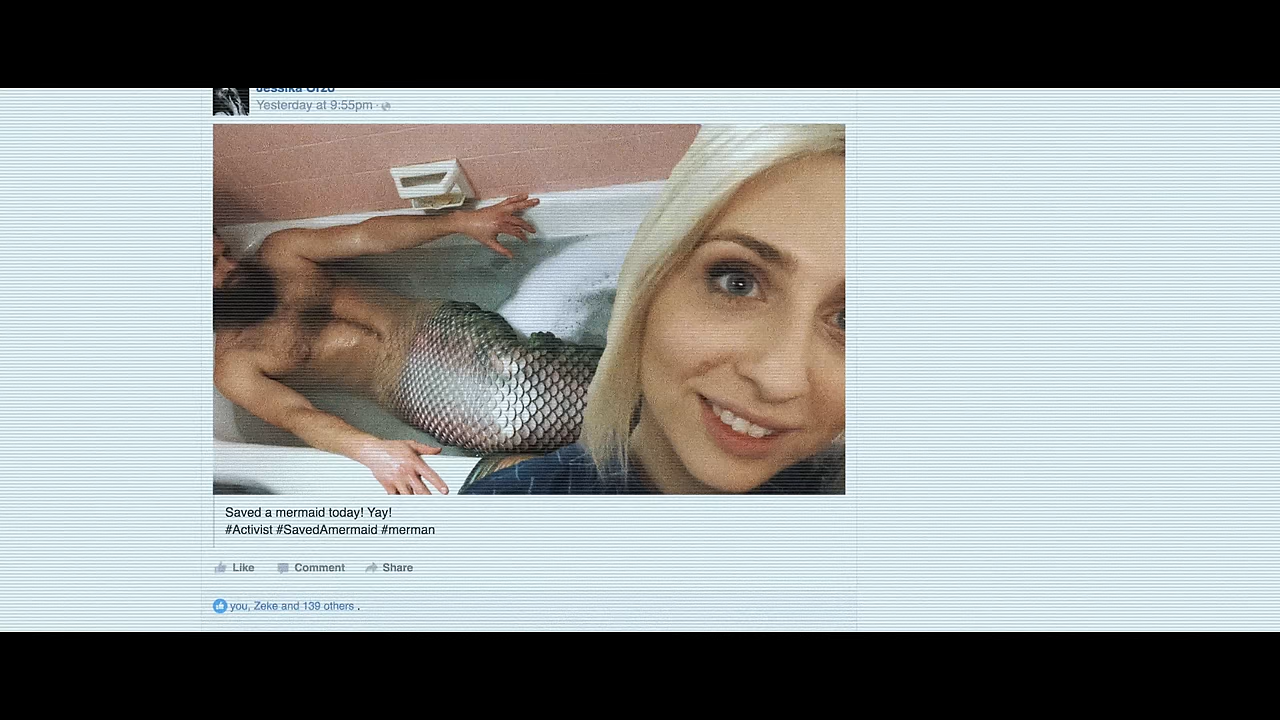 Yesterday at 9:55pm ·
Saved a mermaid today! Yay!
#Activist #SavedAmermaid #merman
Like Comment Share
you, Zeke and 139 others .